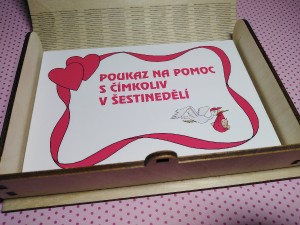 POUKAZ NA POMOC
S ČÍMKOLIV
V ŠESTINEDĚLÍ